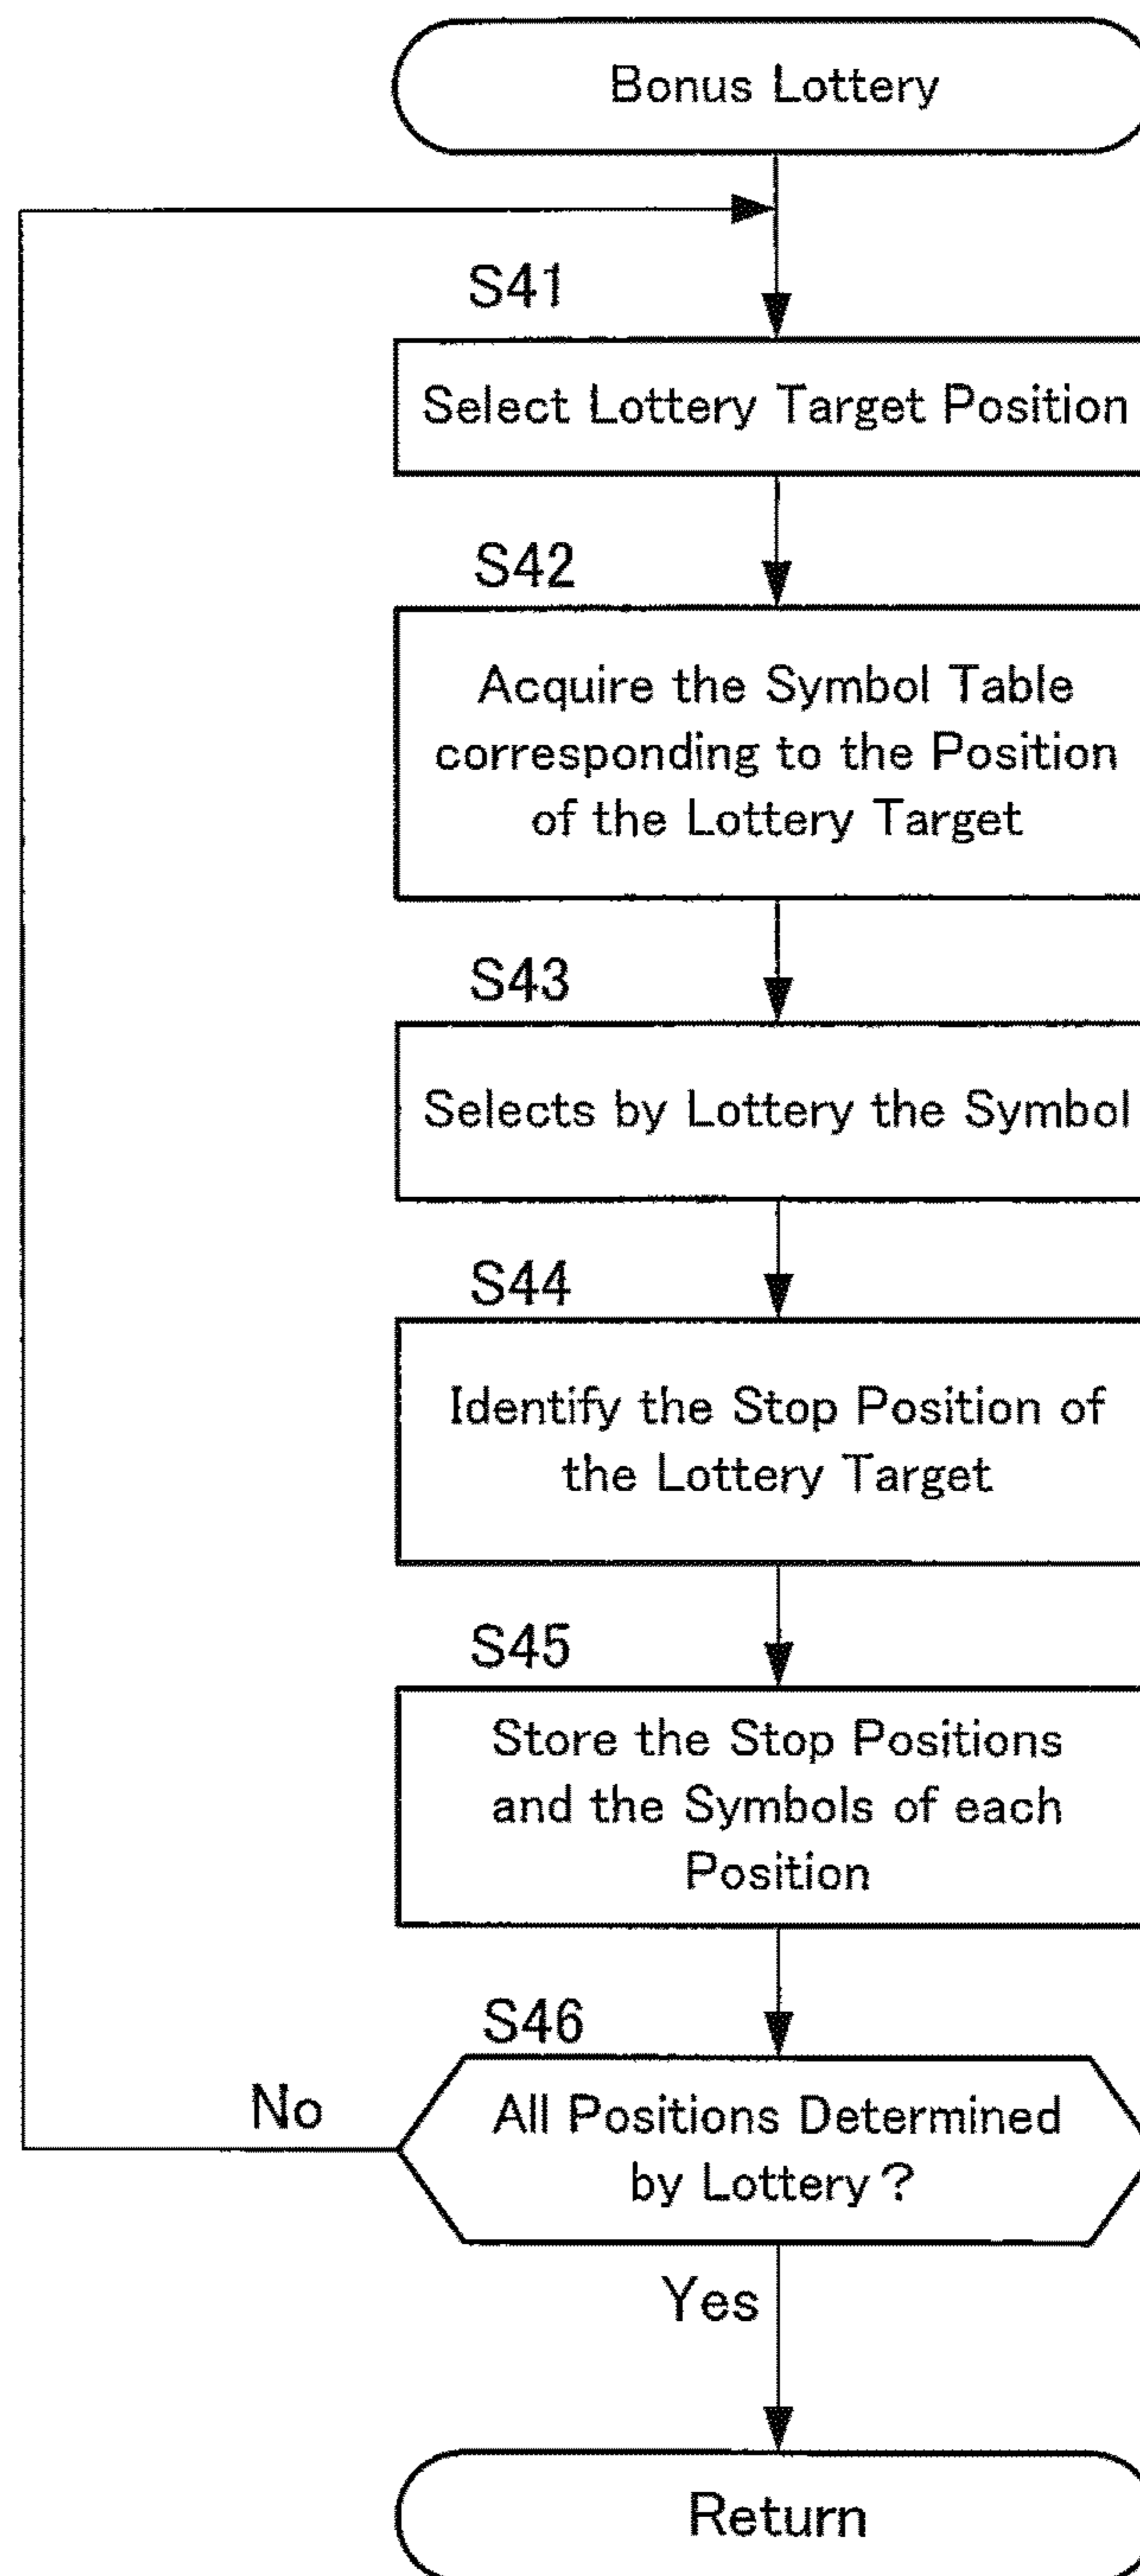 Bonus Lottery
S41
Select Lottery Target Position
S42
Acquire the Symbol Table
corresponding to the Position
of the Lottery Target
S43
Selects by Lottery the Symbol
S44
Identify the Stop Position of
the Lottery Target
S45
Store the Stop Positions
and the Symbols of each
Position
S46
No
All Positions Determined
by Lottery?
Yes
Return